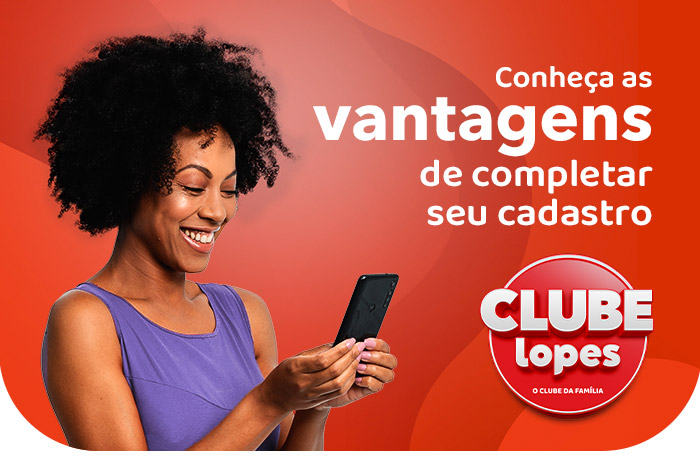 Conheça as
vantagens
de completar
seu cadastro
CLUBE
lopes
O CLUBE DA FAMÍLIA